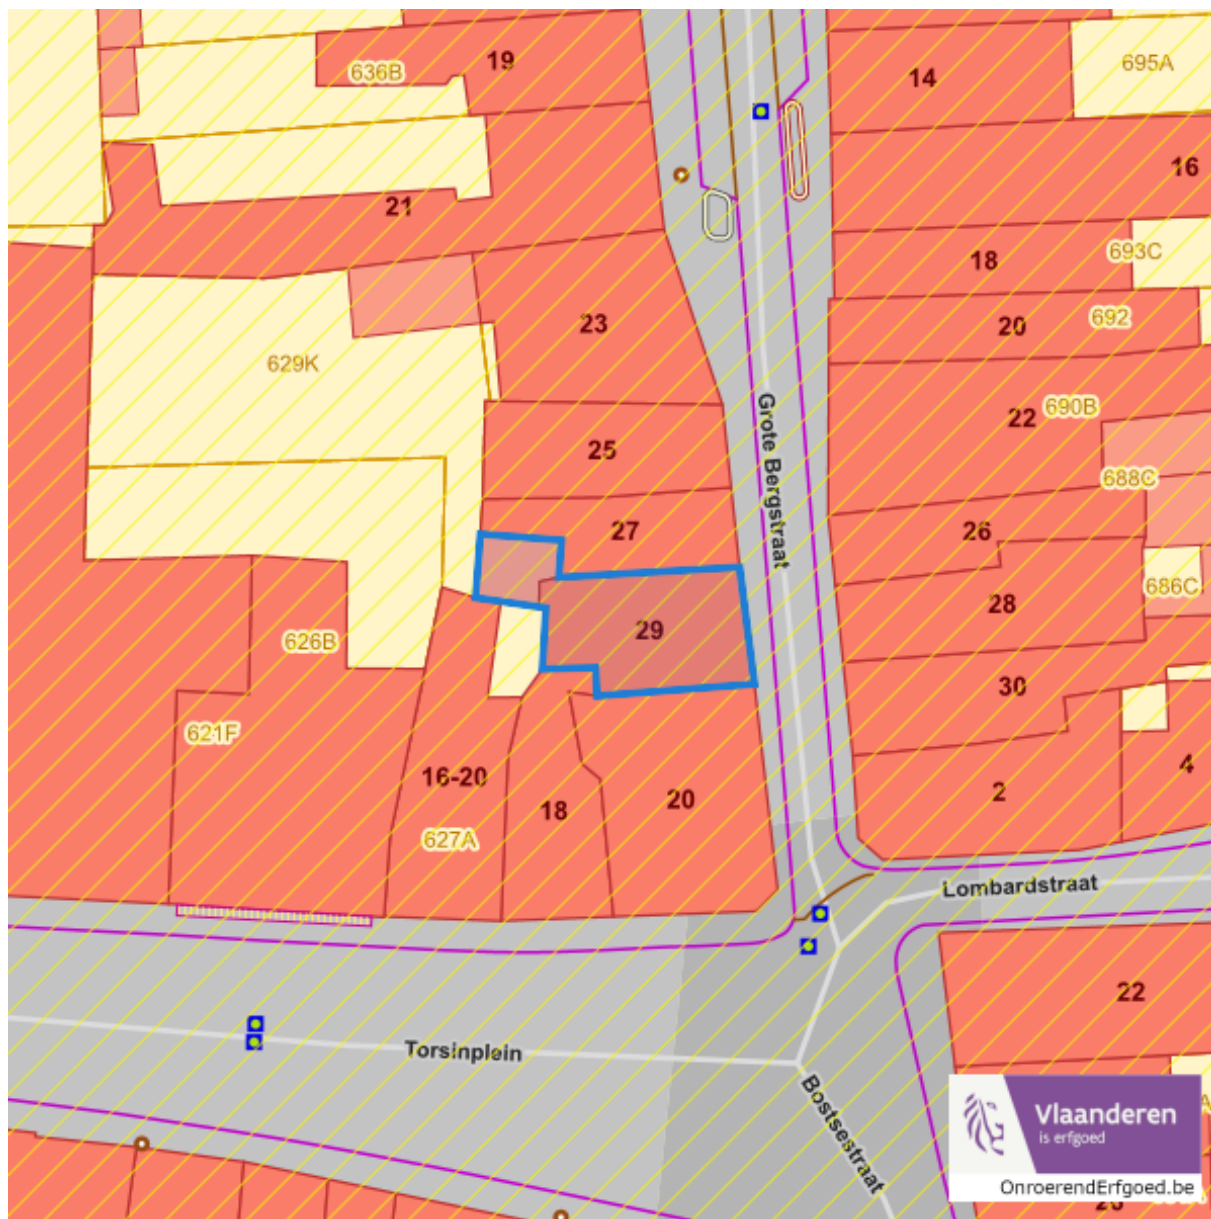 19
636B
14
695A
16
21
693C
18
23
692
20
629K
Grote Bergstraat
690B
22
25
688C
27
26
686C
28
29
626B
30
621F
4
16-20
2
20
18
627A
Lombardstraat
22
Torsinplein
Bostsestraat
Vlaanderen
is erfgoed
OnroerendErfgoed.be